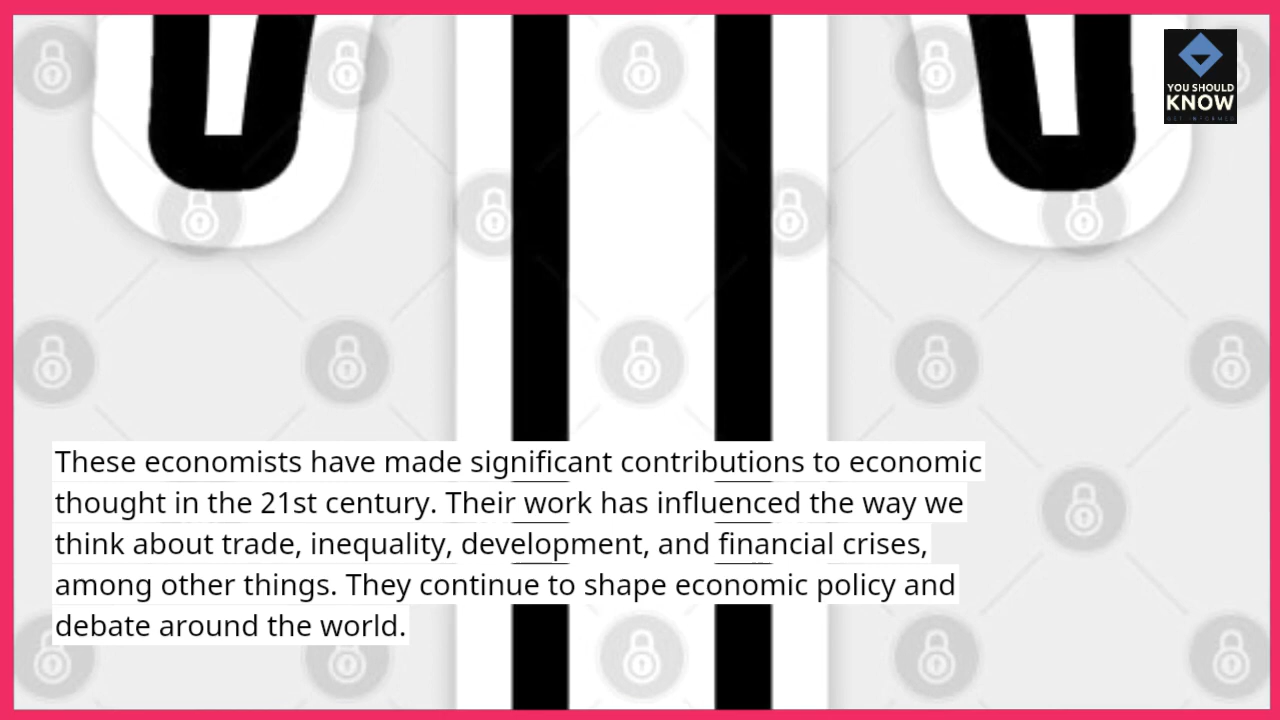 YOU SHOULD
KNOW
GET INFORMED
These economists have made significant contributions to economic
thought in the 21st century. Their work has influenced the way we
think about trade, inequality, development, and financial crises,
among other things. They continue to shape economic policy and
debate around the world.